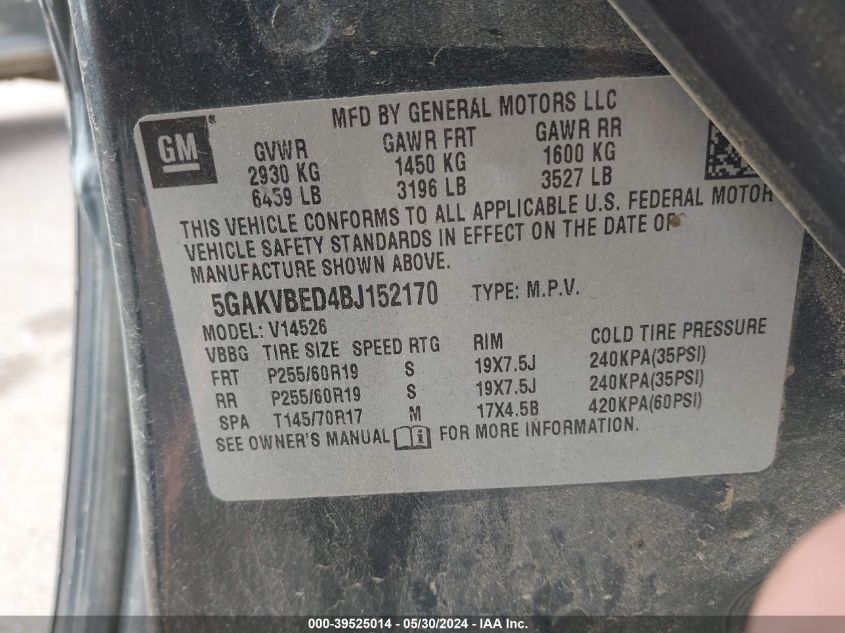 MFD BY GENERAL MOTORS LLC
GM®
GVWR GAWR FRT GAWR RR
2930 KG 1450 KG 1600 KG
6459 LB 3196 LB 3527 LB
THIS VEHICLE CONFORMS TO ALL APPLICABLE U.S. FEDERAL MOTOR
VEHICLE SAFETY STANDARDS IN EFFECT ON THE DATE OF
MANUFACTURE SHOWN ABOVE.
5GAKVBED4BJ152170 TYPE: M.P.V.
MODEL: V14526
VBBG TIRE SIZE SPEED RTG RIM COLD TIRE PRESSURE
FRT P255/60R19 S 19X7.5J 240KPA(35PSI)
RR P255/60R19 S 19X7.5J 240KPA(35PSI)
SPA T145/70R17 M 17X4.5B 420KPA(60PSI)
SEE OWNER'S MANUAL FOR MORE INFORMATION.
000-39525014 - 05/30/2024 - IAA Inc.